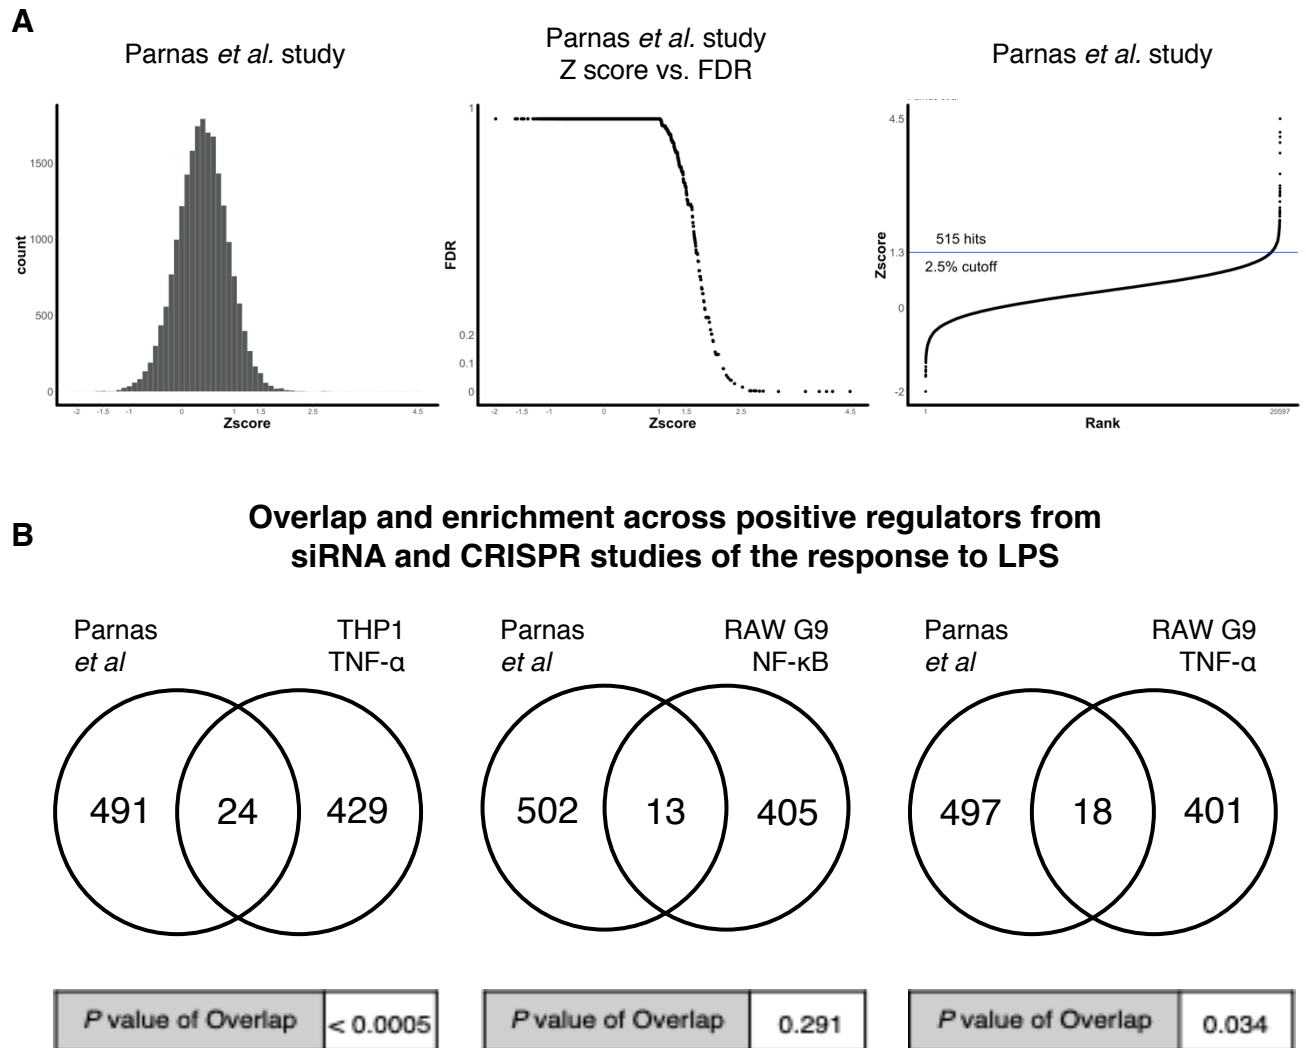 A
Parnas et al. study
1500
1000
500
0
count
-2 -1.5 -1 0 1 1.5 2.5 4.5
Zscore
Parnas et al. study
Z score vs. FDR
1
0.2
0.1
0
FDR
-2 -1.5 -1 0 1 1.5 2.5 4.5
Zscore
Parnas et al. study
4.5
1.3
0
-2
Zscore
515 hits
2.5% cutoff
1 20597
Rank
B
Overlap and enrichment across positive regulators from
siRNA and CRISPR studies of the response to LPS
Parnas
et al
THP1
TNF-α
491 24 429
P value of Overlap < 0.0005
Parnas
et al
RAW G9
NF-κB
502 13 405
P value of Overlap 0.291
Parnas
et al
RAW G9
TNF-α
497 18 401
P value of Overlap 0.034